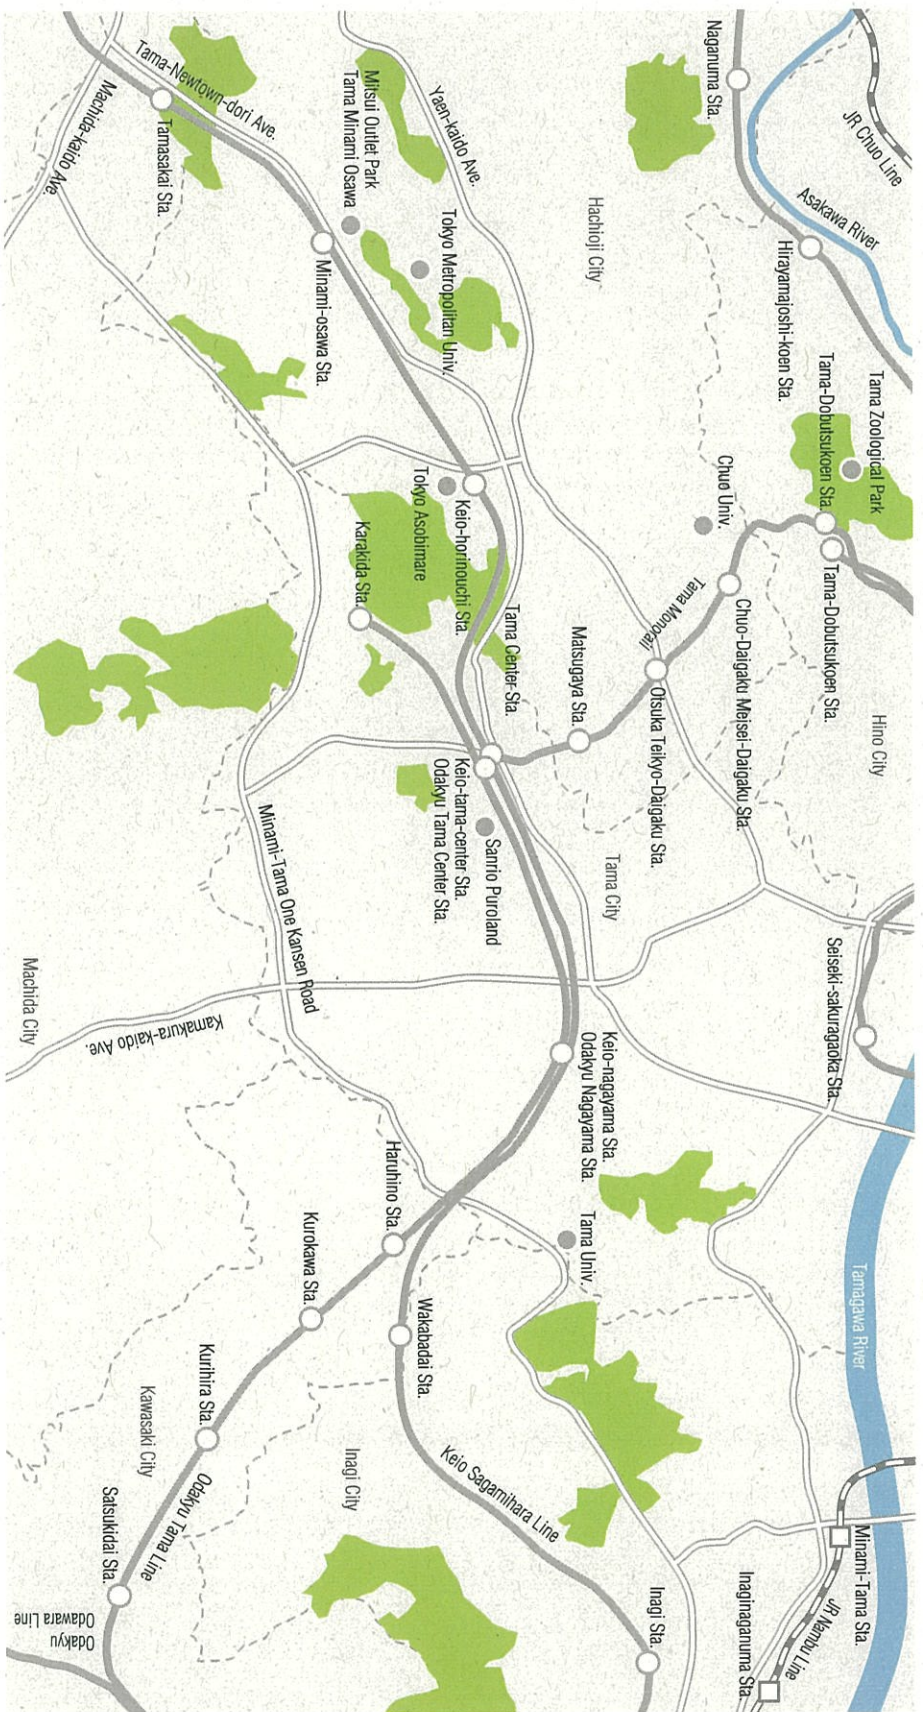 JR Chuo Line
Naganuma Sta.
Asakawa River
Hirayamajoshi-koen Sta.
Tama Zoological Park
Tama-Dobutsukoen Sta.
Tama-Dobutsukoen Sta.
Hino City
Hachioji City
Chuo Univ.
Chuo-Daigaku Meisei-Daigaku Sta.
Tama Monorail
Otsuka Teikyo-Daigaku Sta.
Matsugaya Sta.
Tama Center Sta.
Yaen-kaido Ave.
Mitsui Outlet Park
Tama Minami Osawa
Tokyo Metropolitan Univ.
Tama-Newtown-dori Ave.
Machida-kaido Ave.
Tamasakai Sta.
Minami-osawa Sta.
Keio-horinouchi Sta.
Tokyo Asobimare
Karakida Sta.
Keio-tama-center Sta.
Odakyu Tama Center Sta.
Sanrio Puroland
Tama City
Seiseki-sakuragaoka Sta.
Minami-Tama One Kansen Road
Kamakura-kaido Ave.
Machida City
Keio-nagayama Sta.
Odakyu Nagayama Sta.
Tama Univ.
Tamagawa River
Haruhino Sta.
Kurokawa Sta.
Wakabadai Sta.
Kurihira Sta.
Kawasaki City
Inagi City
Keio Sagamihara Line
Odakyu Tama Line
Satsukidai Sta.
Odakyu
Odawara Line
Inagi Sta.
Minami-Tama Sta.
JR Nambu Line
Inaginaganuma Sta.